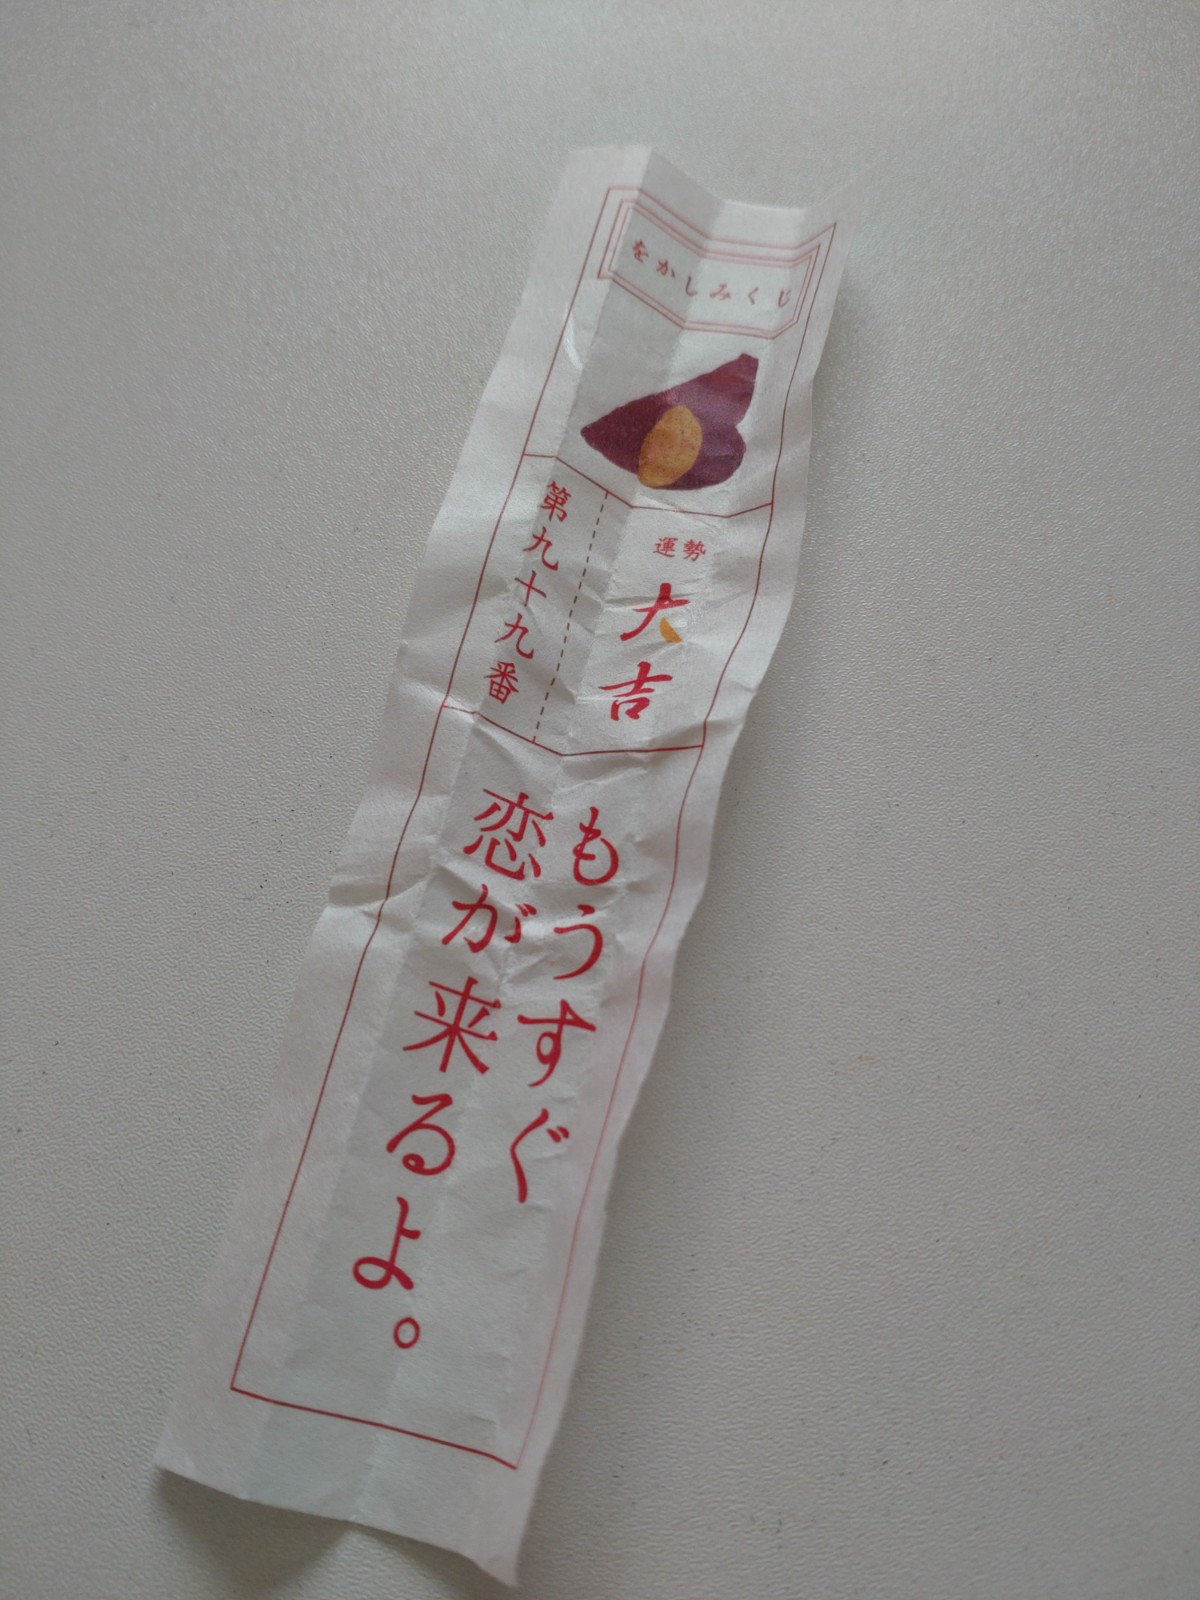 をかしみくじ
運勢
大吉
第九十九番
もうすぐ
恋が来るよ。